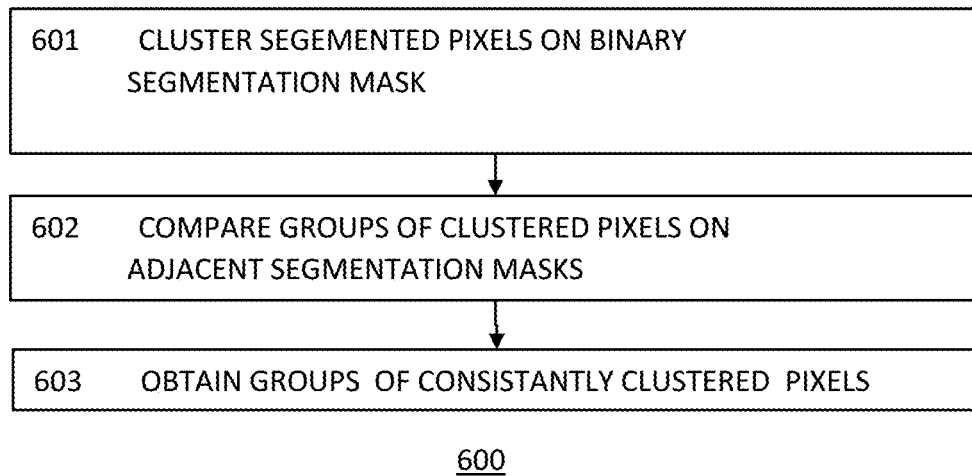 601 CLUSTER SEGEMENTED PIXELS ON BINARY
SEGMENTATION MASK
602 COMPARE GROUPS OF CLUSTERED PIXELS ON
ADJACENT SEGMENTATION MASKS
603 OBTAIN GROUPS OF CONSISTANTLY CLUSTERED PIXELS
600